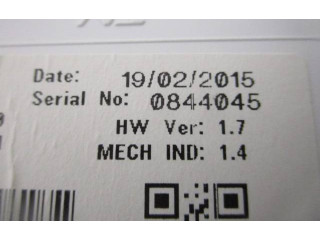 Date: 19/02/2015
Serial No: 0844045
HW Ver: 1.7
MECH IND: 1.4